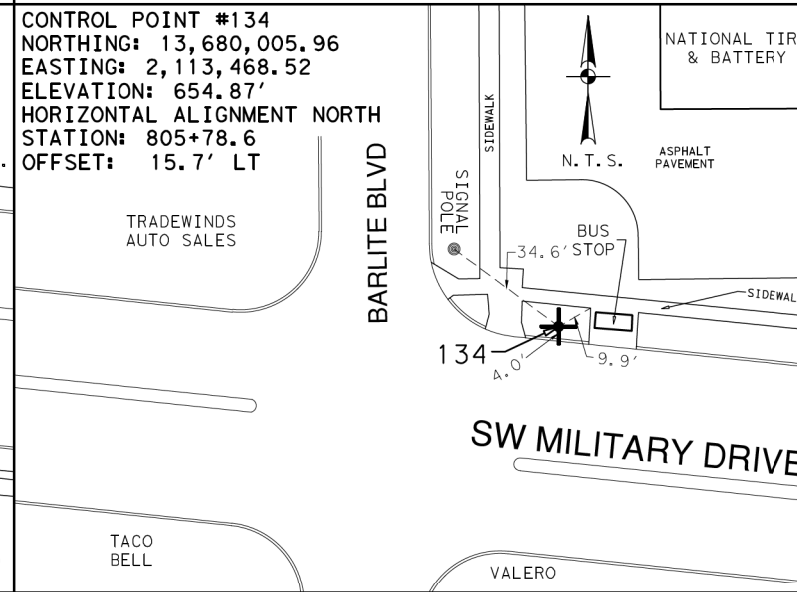 CONTROL POINT #134
NORTHING: 13,680,005.96
EASTING: 2,113,468.52
ELEVATION: 654.87'
HORIZONTAL ALIGNMENT NORTH
STATION: 805+78.6
OFFSET: 15.7' LT
TRADEWINDS
AUTO SALES
BARLITE BLVD
SIGNAL
POLE
SIDEWALK
N.T.S.
NATIONAL TIR
& BATTERY
ASPHALT
PAVEMENT
BUS
STOP
34.6'
SIDEWAL
134
4.0'
9.9'
SW MILITARY DRIVE
TACO
BELL
VALERO